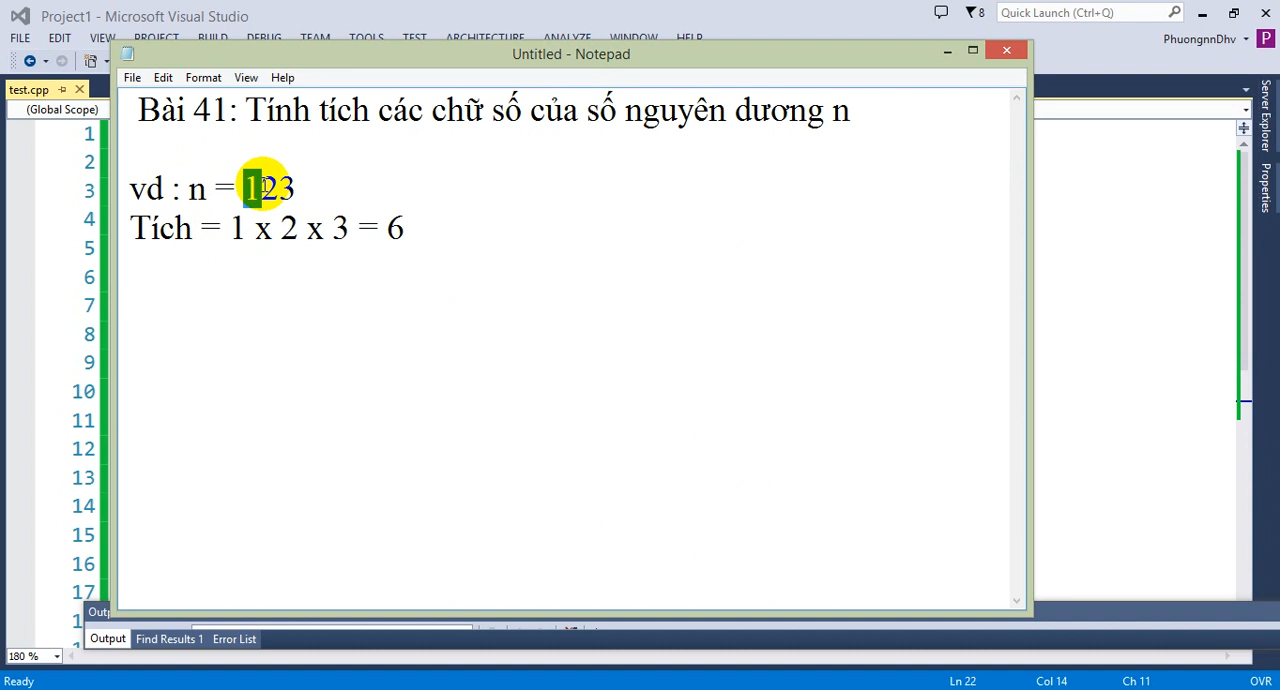 Project1 - Microsoft Visual Studio
8
Quick Launch (Ctrl+Q)
FILE EDIT VIEW PROJECT BUILD DEBUG TEAM TOOLS TEST ARCHITECTURE ANALYZE WINDOW HELP
PhuongnnDhv
P
Untitled - Notepad
File Edit Format View Help
test.cpp
(Global Scope)
Bài 41: Tính tích các chữ số của số nguyên dương n
vd : n = 123
Tích = 1 x 2 x 3 = 6
1
2
3
4
5
6
7
8
9
10
11
12
13
14
15
16
17
Server Explorer
Properties
Outp
Output Find Results 1 Error List
180 %
Ready Ln 22 Col 14 Ch 11 OVR